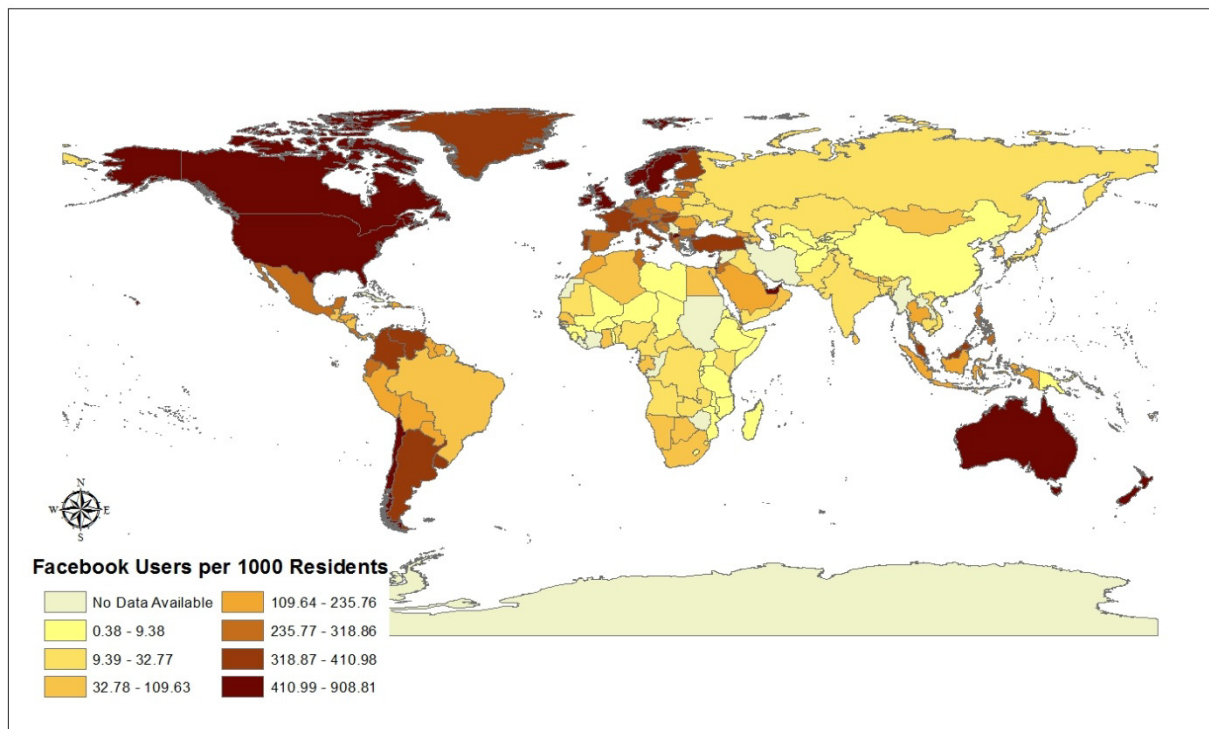 N
W E
S
Facebook Users per 1000 Residents
No Data Available
0.38 - 9.38
9.39 - 32.77
32.78 - 109.63
109.64 - 235.76
235.77 - 318.86
318.87 - 410.98
410.99 - 908.81